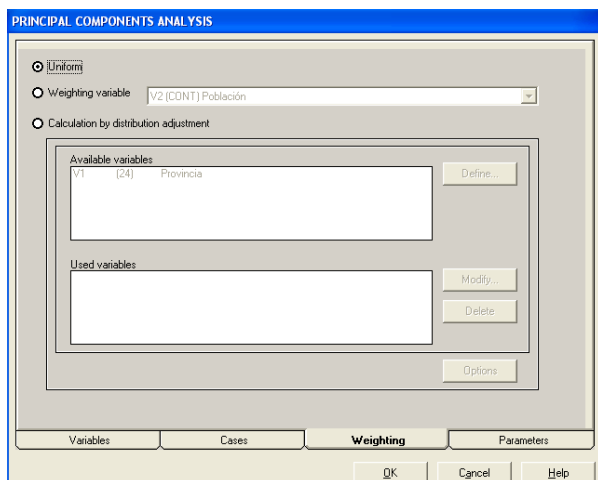 PRINCIPAL COMPONENTS ANALYSIS
Uniform
Weighting variable V2 (CONT) Población
Calculation by distribution adjustment
Available variables
V1 (24) Provincia
Define...
Used variables
Modify...
Delete
Options
Variables Cases Weighting Parameters
OK Cancel Help